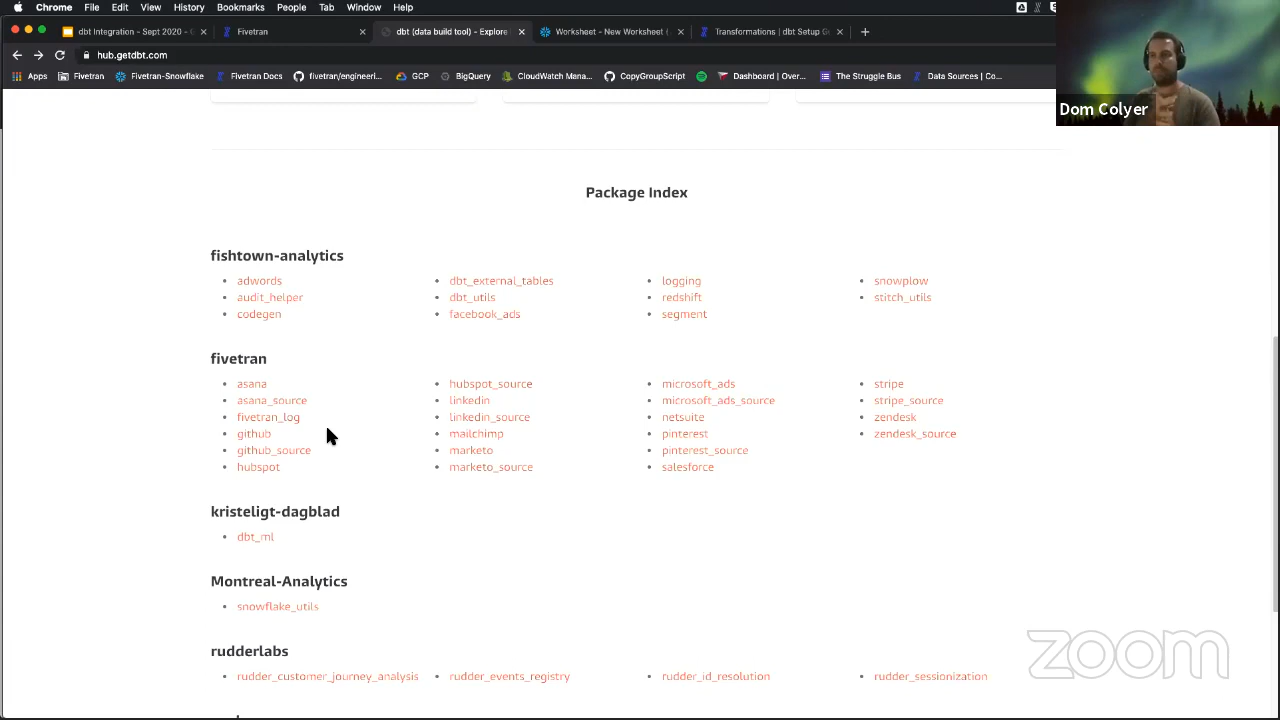 Chrome File Edit View History Bookmarks People Tab Window Help
dbt Integration - Sept 2020 - G
Fivetran
dbt (data build tool) - Explore
Worksheet - New Worksheet (
Transformations | dbt Setup G
hub.getdbt.com
Apps Fivetran Fivetran-Snowflake Fivetran Docs fivetran/engineeri... GCP BigQuery CloudWatch Mana... CopyGroupScript Dashboard | Over... The Struggle Bus Data Sources | Co...
Dom Colyer
Package Index
fishtown-analytics
adwords dbt_external_tables logging snowplow
audit_helper dbt_utils redshift stitch_utils
codegen facebook_ads segment
fivetran
asana hubspot_source microsoft_ads stripe
asana_source linkedin microsoft_ads_source stripe_source
fivetran_log linkedin_source netsuite zendesk
github mailchimp pinterest zendesk_source
github_source marketo pinterest_source
hubspot marketo_source salesforce
kristeligt-dagblad
dbt_ml
Montreal-Analytics
snowflake_utils
rudderlabs
rudder_customer_journey_analysis rudder_events_registry rudder_id_resolution rudder_sessionization
zoom